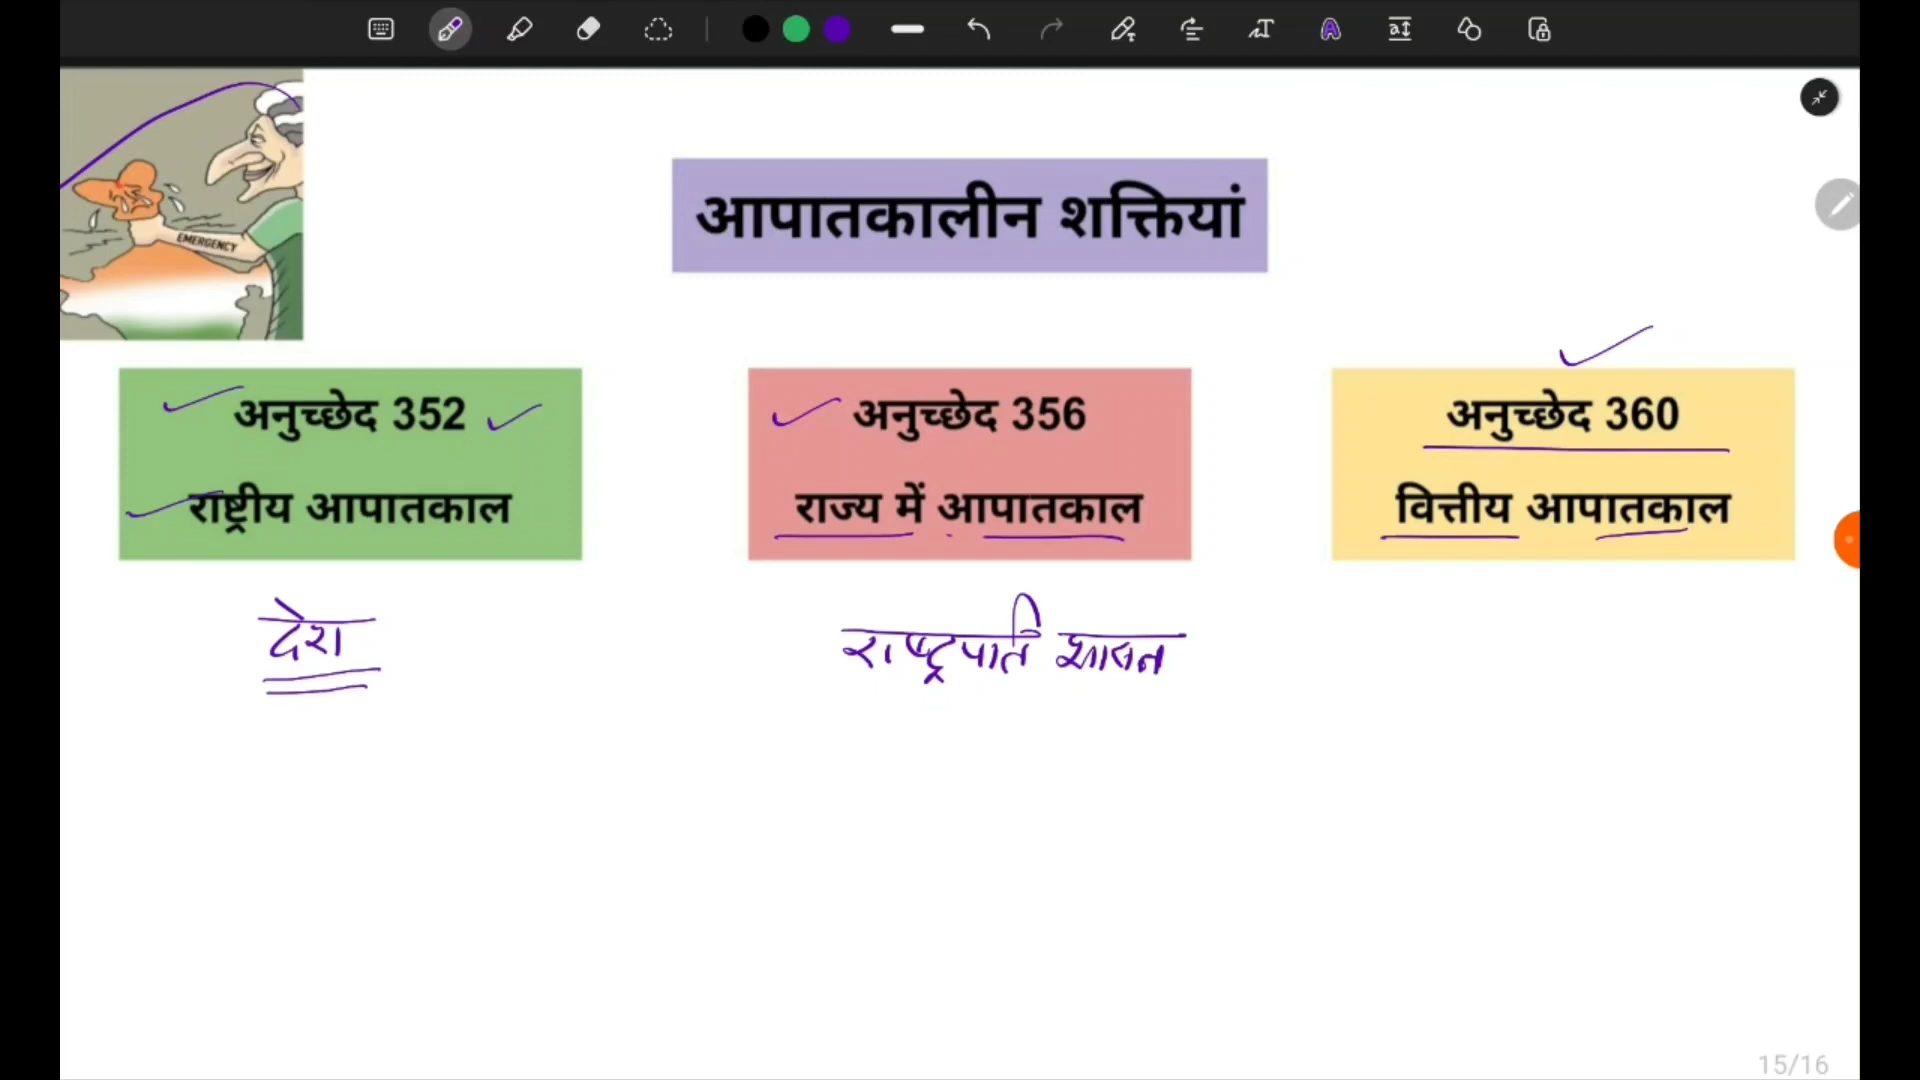 EMERGENCY
आपातकालीन शक्तियां
अनुच्छेद 352
राष्ट्रीय आपातकाल
देश
अनुच्छेद 356
राज्य में आपातकाल
राष्ट्रपति शासन
अनुच्छेद 360
वित्तीय आपातकाल
15/16